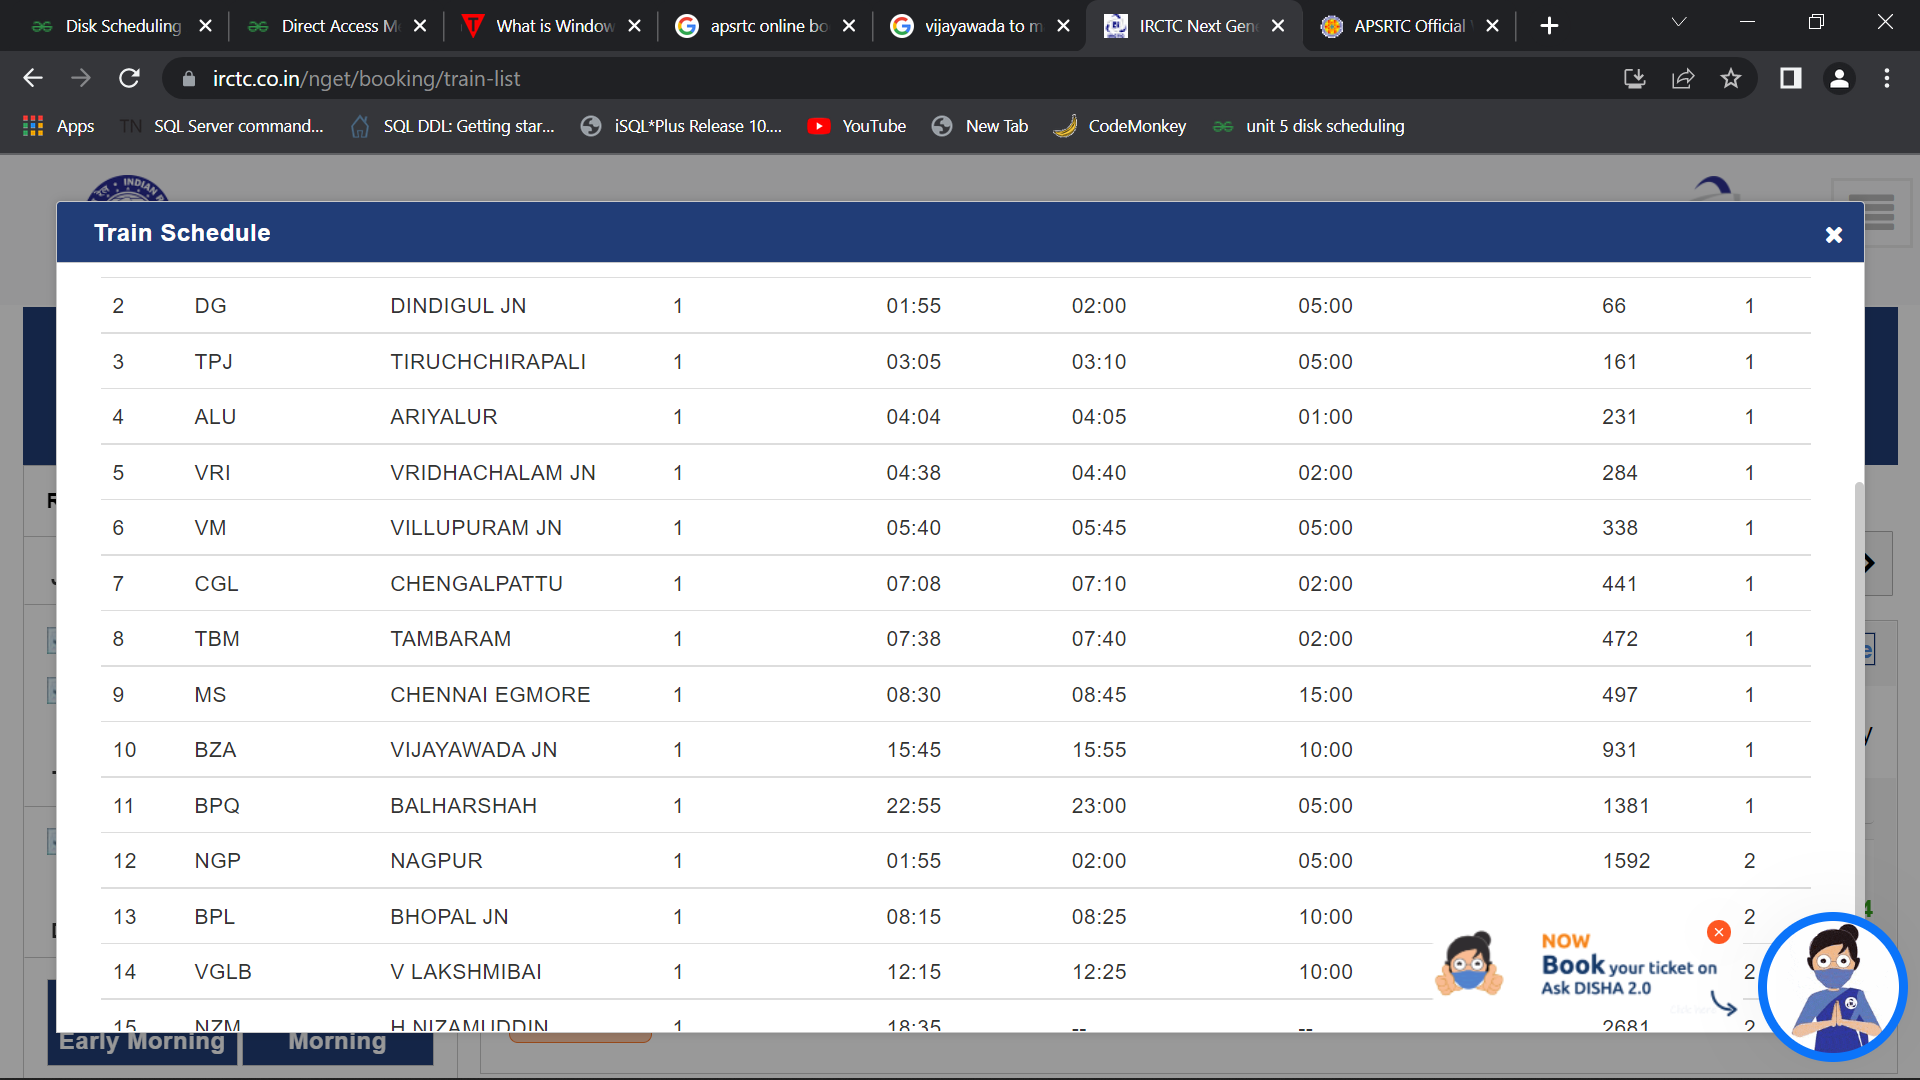 Disk Scheduling
Direct Access M
What is Window
apsrtc online bo
vijayawada to m
IRCTC Next Gen
APSRTC Official
irctc.co.in/nget/booking/train-list
Apps TN SQL Server command... SQL DDL: Getting star... iSQL*Plus Release 10.... YouTube New Tab CodeMonkey unit 5 disk scheduling
Train Schedule
2 DG DINDIGUL JN 1 01:55 02:00 05:00 66 1
3 TPJ TIRUCHCHIRAPALI 1 03:05 03:10 05:00 161 1
4 ALU ARIYALUR 1 04:04 04:05 01:00 231 1
5 VRI VRIDHACHALAM JN 1 04:38 04:40 02:00 284 1
6 VM VILLUPURAM JN 1 05:40 05:45 05:00 338 1
7 CGL CHENGALPATTU 1 07:08 07:10 02:00 441 1
8 TBM TAMBARAM 1 07:38 07:40 02:00 472 1
9 MS CHENNAI EGMORE 1 08:30 08:45 15:00 497 1
10 BZA VIJAYAWADA JN 1 15:45 15:55 10:00 931 1
11 BPQ BALHARSHAH 1 22:55 23:00 05:00 1381 1
12 NGP NAGPUR 1 01:55 02:00 05:00 1592 2
13 BPL BHOPAL JN 1 08:15 08:25 10:00 2
14 VGLB V LAKSHMIBAI 1 12:15 12:25 10:00 2
15 NZM H NIZAMUDDIN 1 18:35 -- -- 2681 2
NOW
Book your ticket on
Ask DISHA 2.0
Early Morning
Morning